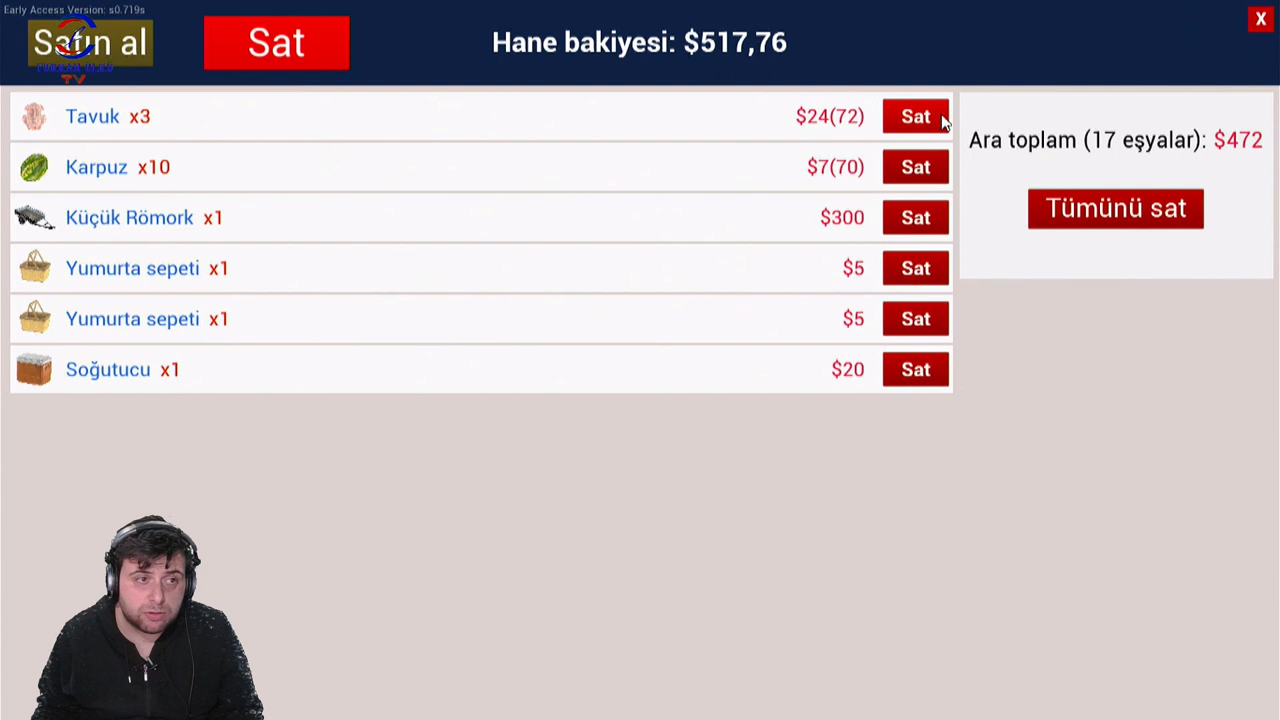 Early Access Version: s0.719s
Satın al
Sat
Hane bakiyesi: $517,76
X
TV
Tavuk x3 $24(72) Sat
Karpuz x10 $7(70) Sat
Küçük Römork x1 $300 Sat
Yumurta sepeti x1 $5 Sat
Yumurta sepeti x1 $5 Sat
Soğutucu x1 $20 Sat
Ara toplam (17 eşyalar): $472
Tümünü sat